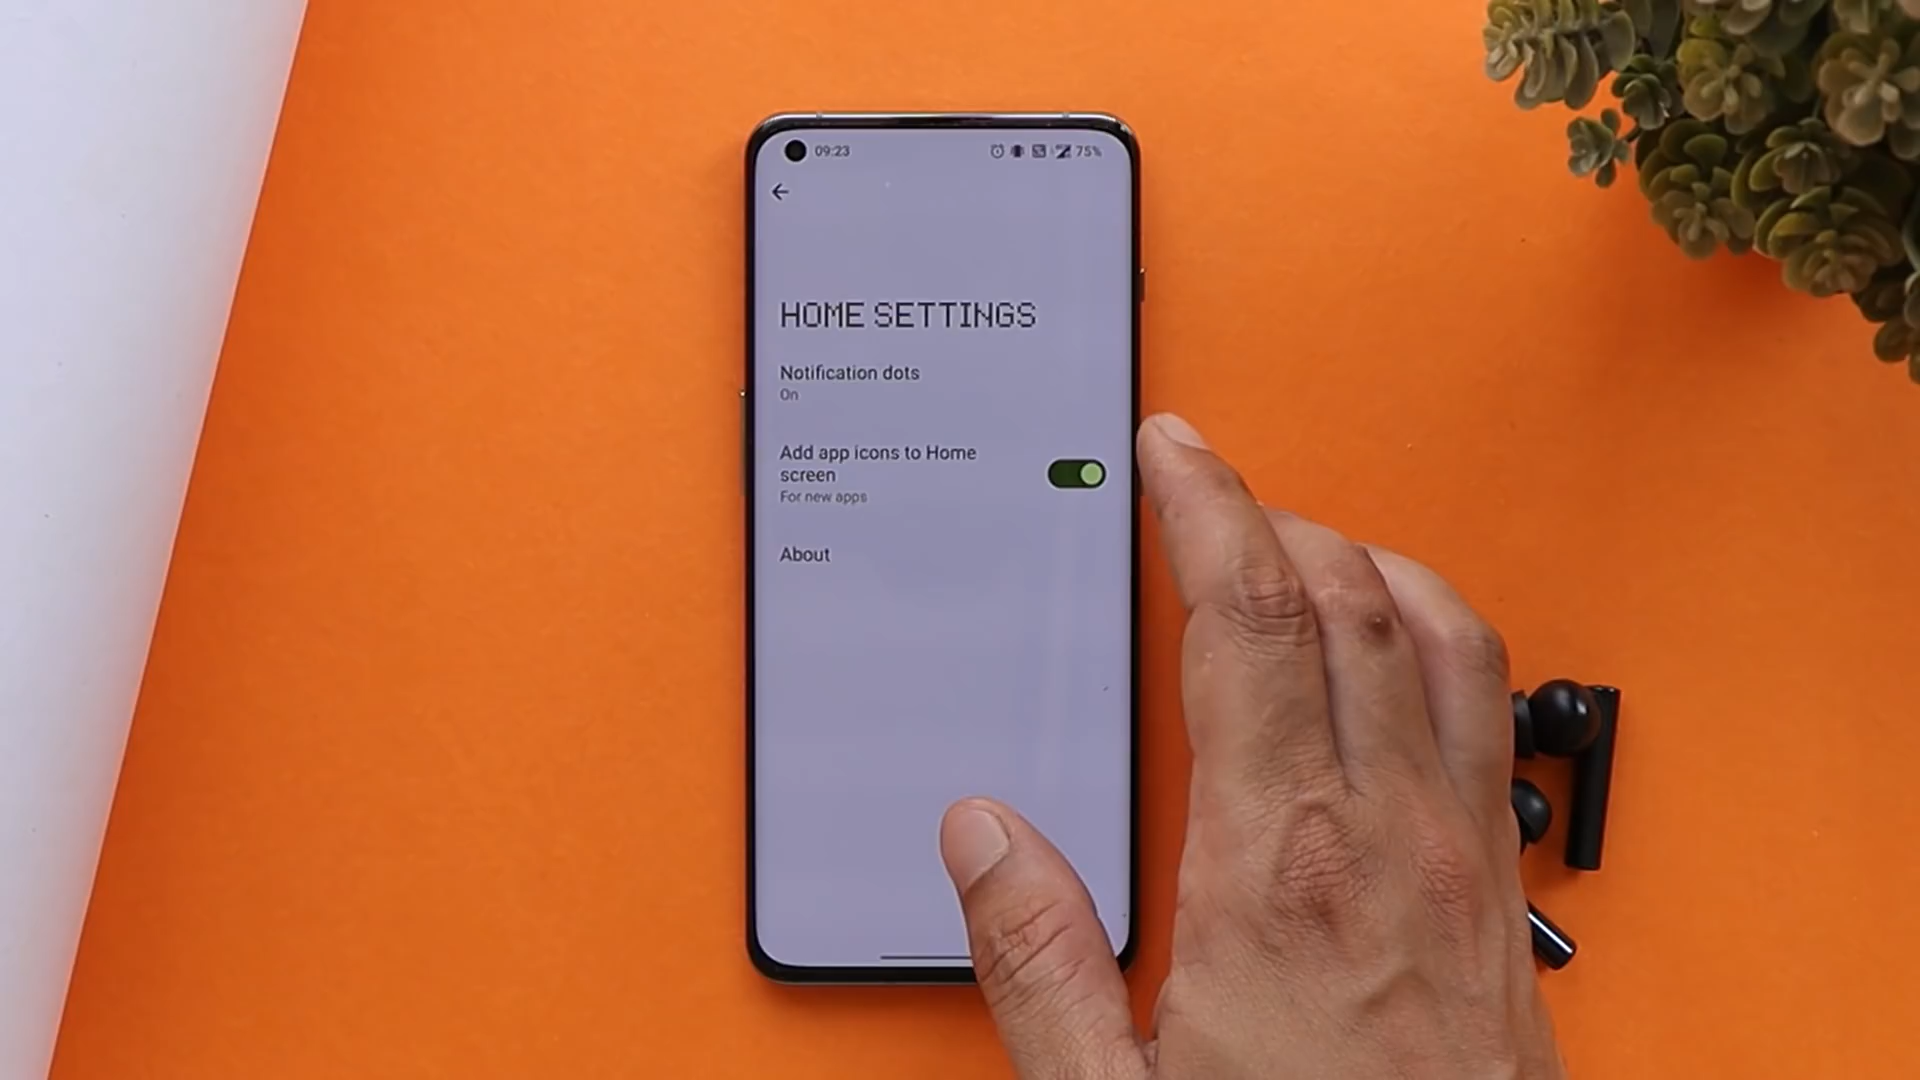 09:23
75%
HOME SETTINGS
Notification dots
On
Add app icons to Home
screen
For new apps
About